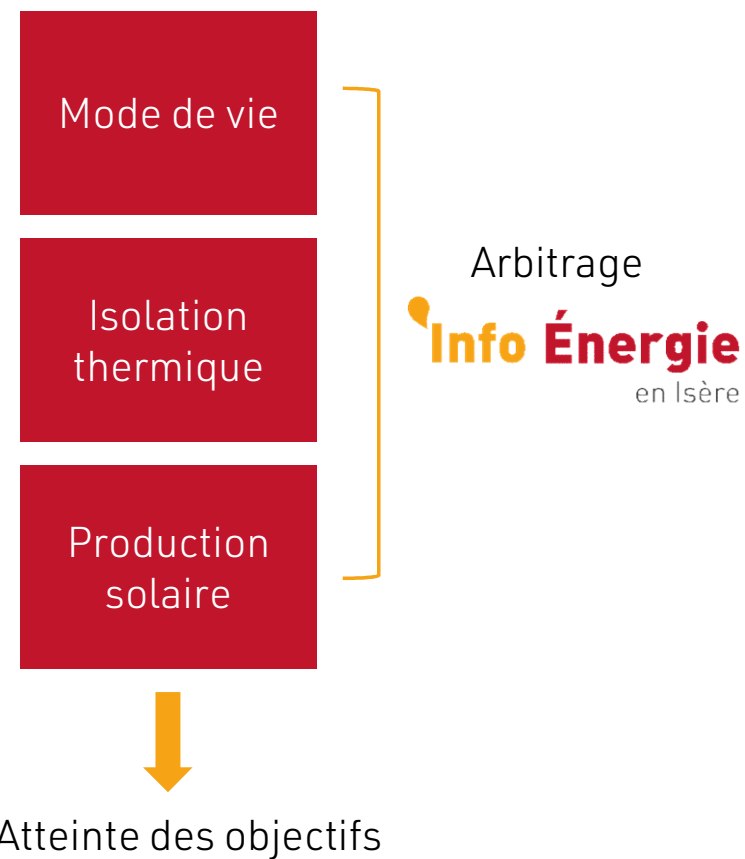 Mode de vie
Isolation
thermique
Production
solaire
Arbitrage
Info Énergie
en Isère
Atteinte des objectifs